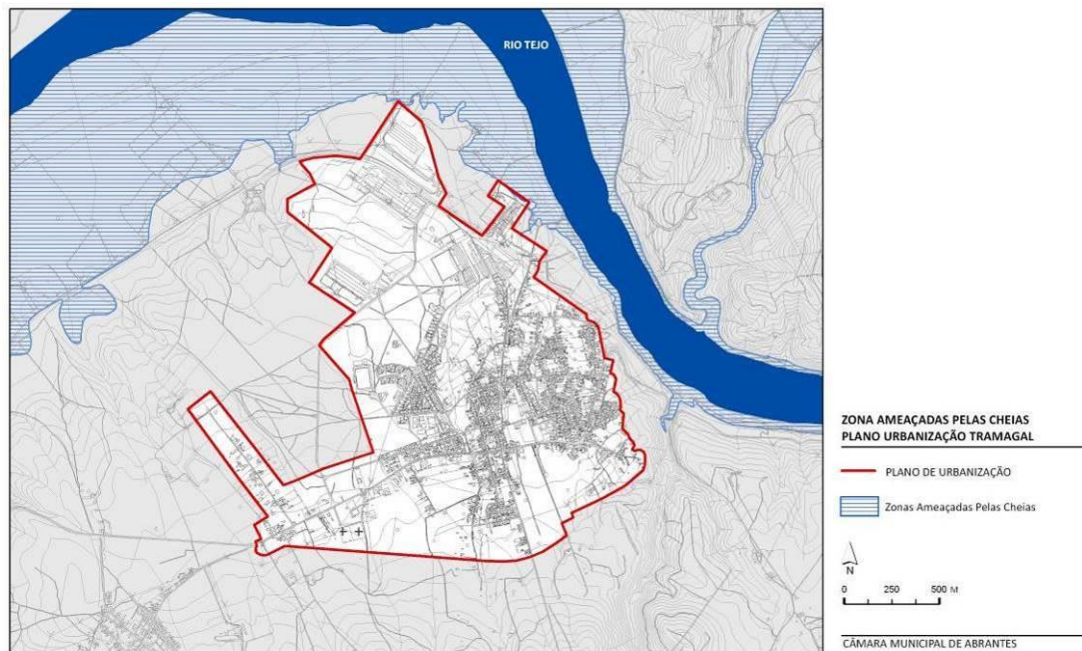 RIO TEJO
ZONA AMEAÇADAS PELAS CHEIAS
PLANO URBANIZAÇÃO TRAMAGAL
PLANO DE URBANIZAÇÃO
Zonas Ameaçadas Pelas Cheias
N
0 250 500 M
CÂMARA MUNICIPAL DE ABRANTES